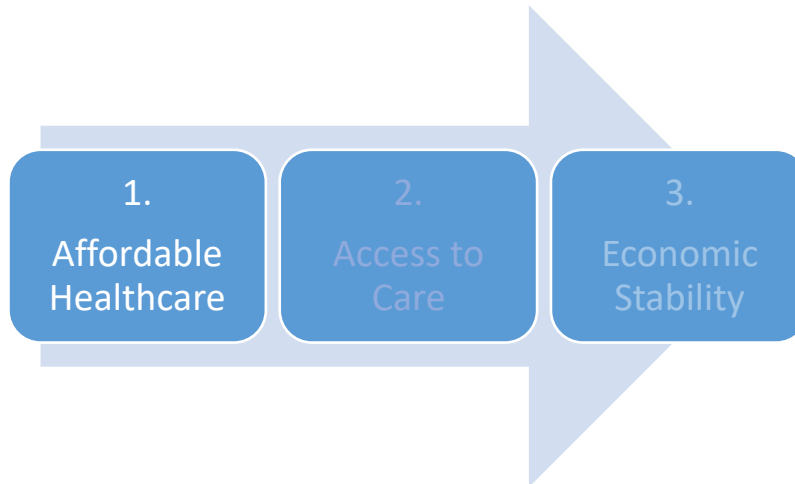 1.
Affordable
Healthcare
2.
Access to
Care
3.
Economic
Stability